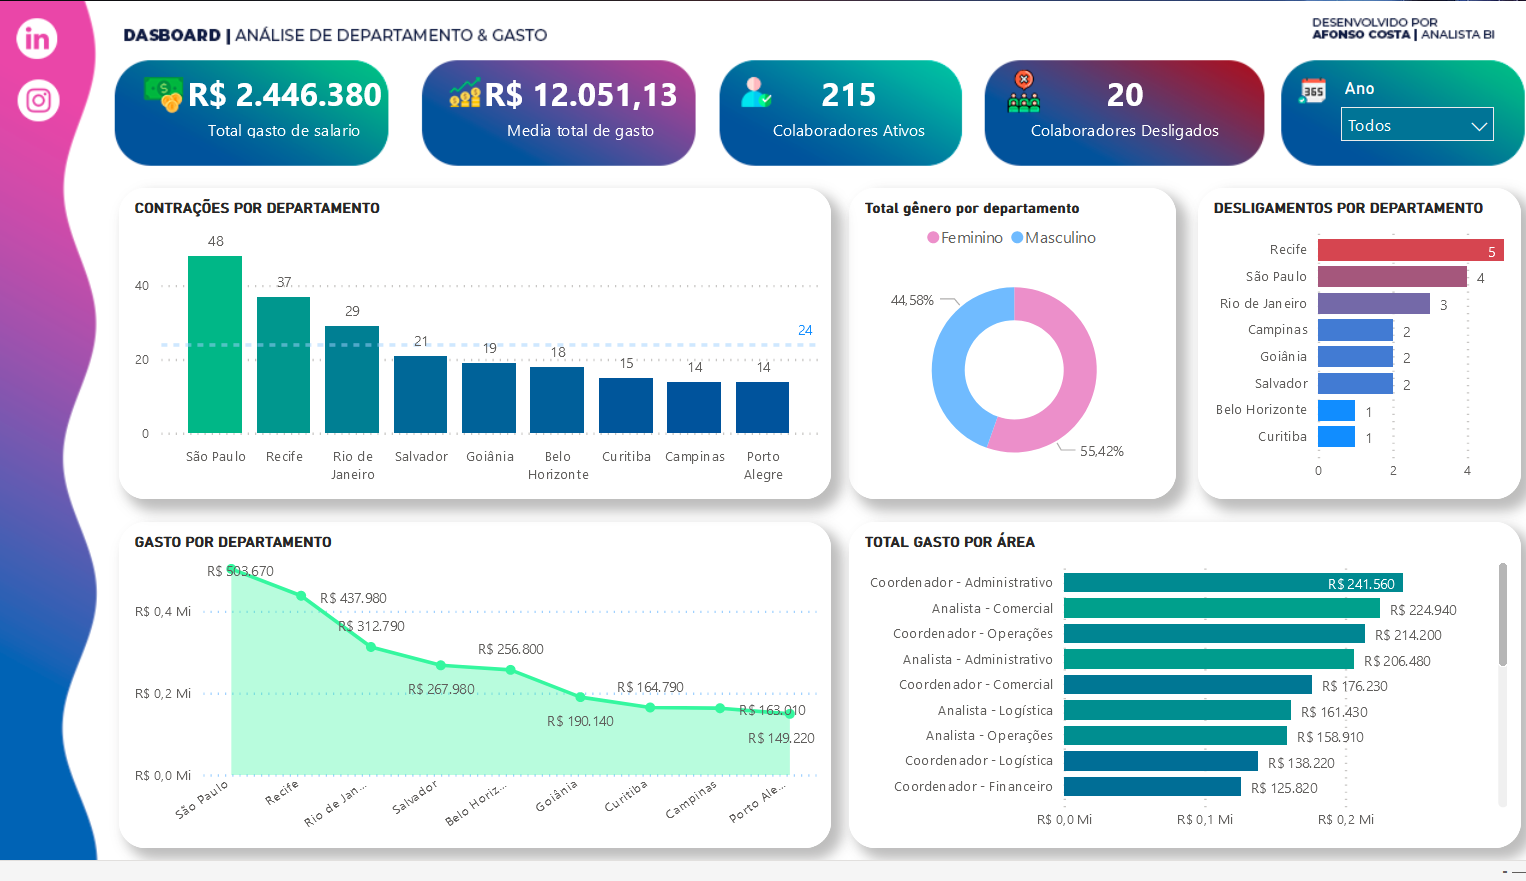 in
DASBOARD | ANÁLISE DE DEPARTAMENTO & GASTO
DESENVOLVIDO POR
AFONSO COSTA | ANALISTA BI
R$ 2.446.380
Total gasto de salario
R$ 12.051,13
Media total de gasto
215
Colaboradores Ativos
20
Colaboradores Desligados
365
Ano
Todos
CONTRAÇÕES POR DEPARTAMENTO
48
37
29
21
19
18
15
14
14
24
40
20
0
São Paulo
Recife
Rio de
Janeiro
Salvador
Goiânia
Belo
Horizonte
Curitiba
Campinas
Porto
Alegre
Total gênero por departamento
Feminino
Masculino
44,58%
55,42%
DESLIGAMENTOS POR DEPARTAMENTO
Recife 5
São Paulo 4
Rio de Janeiro 3
Campinas 2
Goiânia 2
Salvador 2
Belo Horizonte 1
Curitiba 1
0 2 4
GASTO POR DEPARTAMENTO
R$ 503.670
R$ 437.980
R$ 312.790
R$ 267.980
R$ 256.800
R$ 190.140
R$ 164.790
R$ 163.010
R$ 149.220
R$ 0,4 Mi
R$ 0,2 Mi
R$ 0,0 Mi
São Paulo
Recife
Rio de Jan...
Salvador
Belo Horiz...
Goiânia
Curitiba
Campinas
Porto Ale...
TOTAL GASTO POR ÁREA
Coordenador - Administrativo R$ 241.560
Analista - Comercial R$ 224.940
Coordenador - Operações R$ 214.200
Analista - Administrativo R$ 206.480
Coordenador - Comercial R$ 176.230
Analista - Logística R$ 161.430
Analista - Operações R$ 158.910
Coordenador - Logística R$ 138.220
Coordenador - Financeiro R$ 125.820
R$ 0,0 Mi R$ 0,1 Mi R$ 0,2 Mi